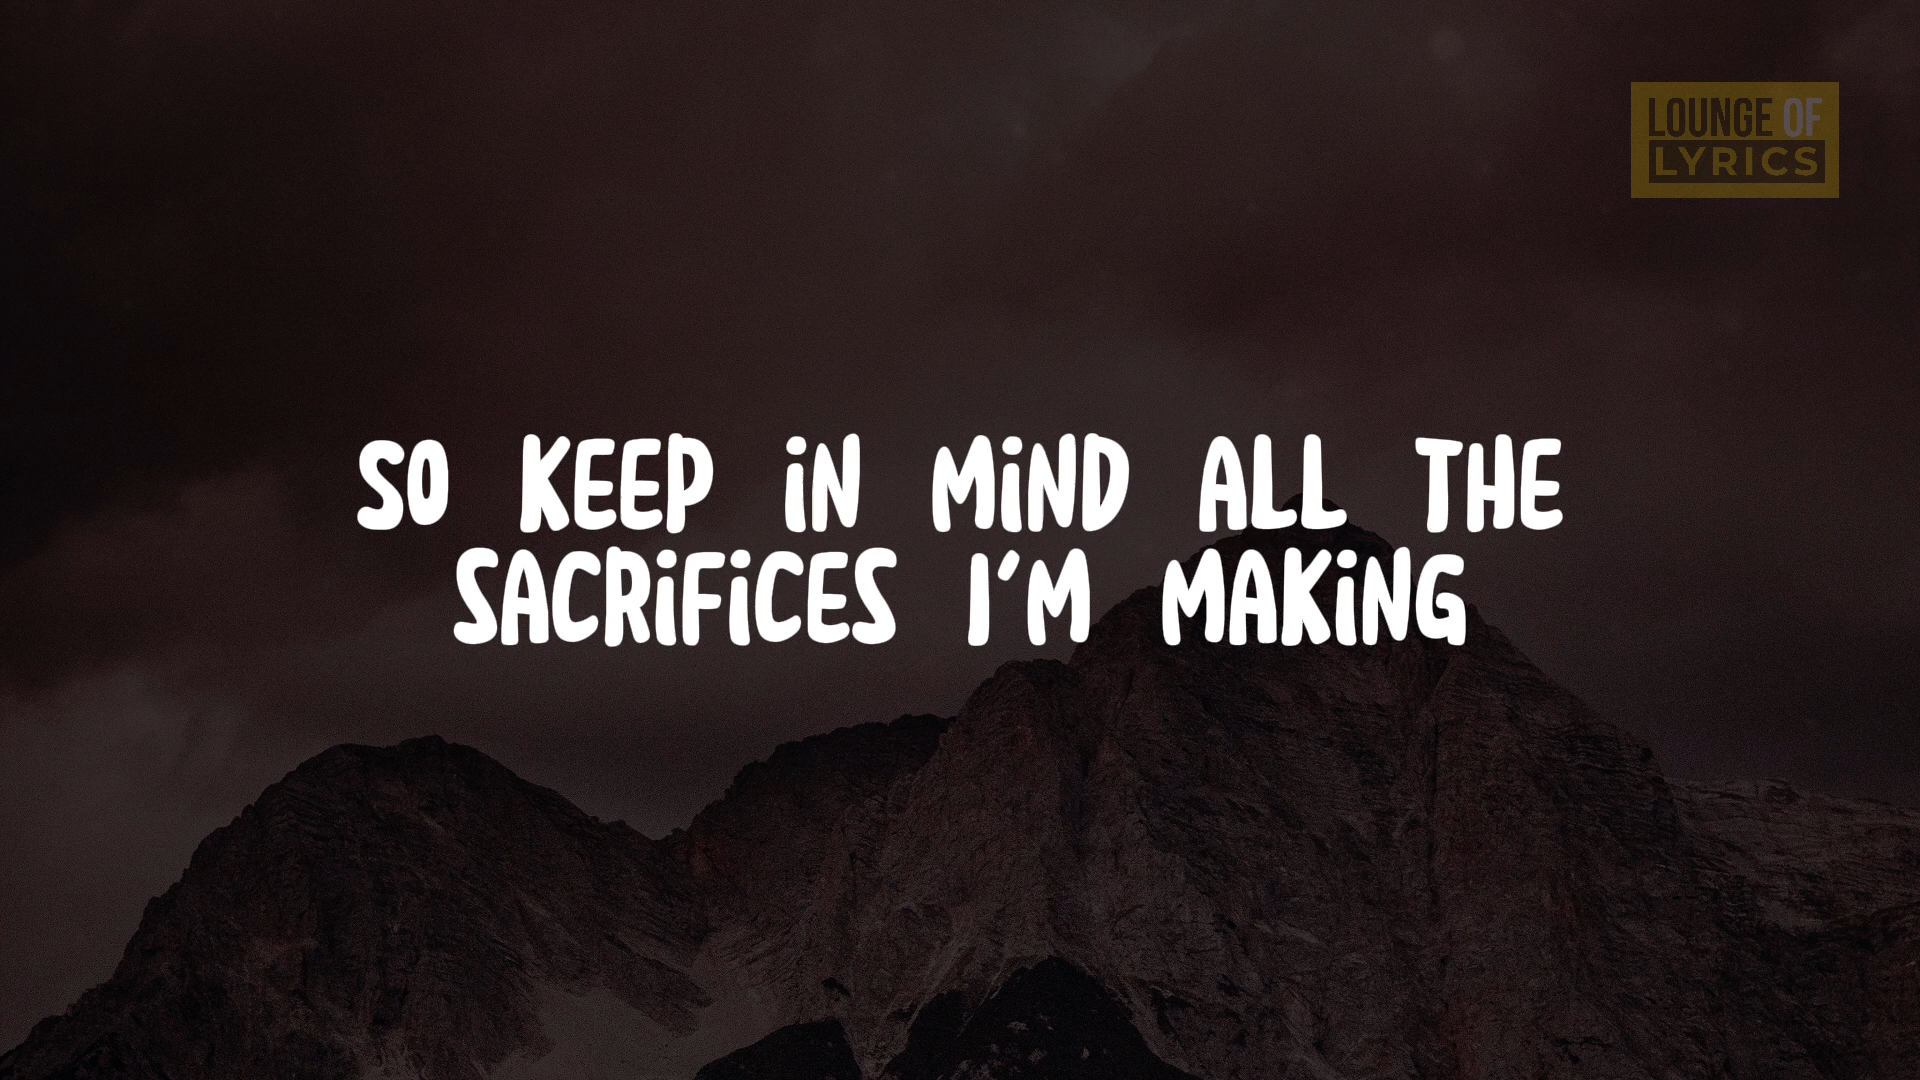 LOUNGE OF
LYRICS
SO KEEP iN MiND ALL THE
SACRiFiCES I'M MAKiNG